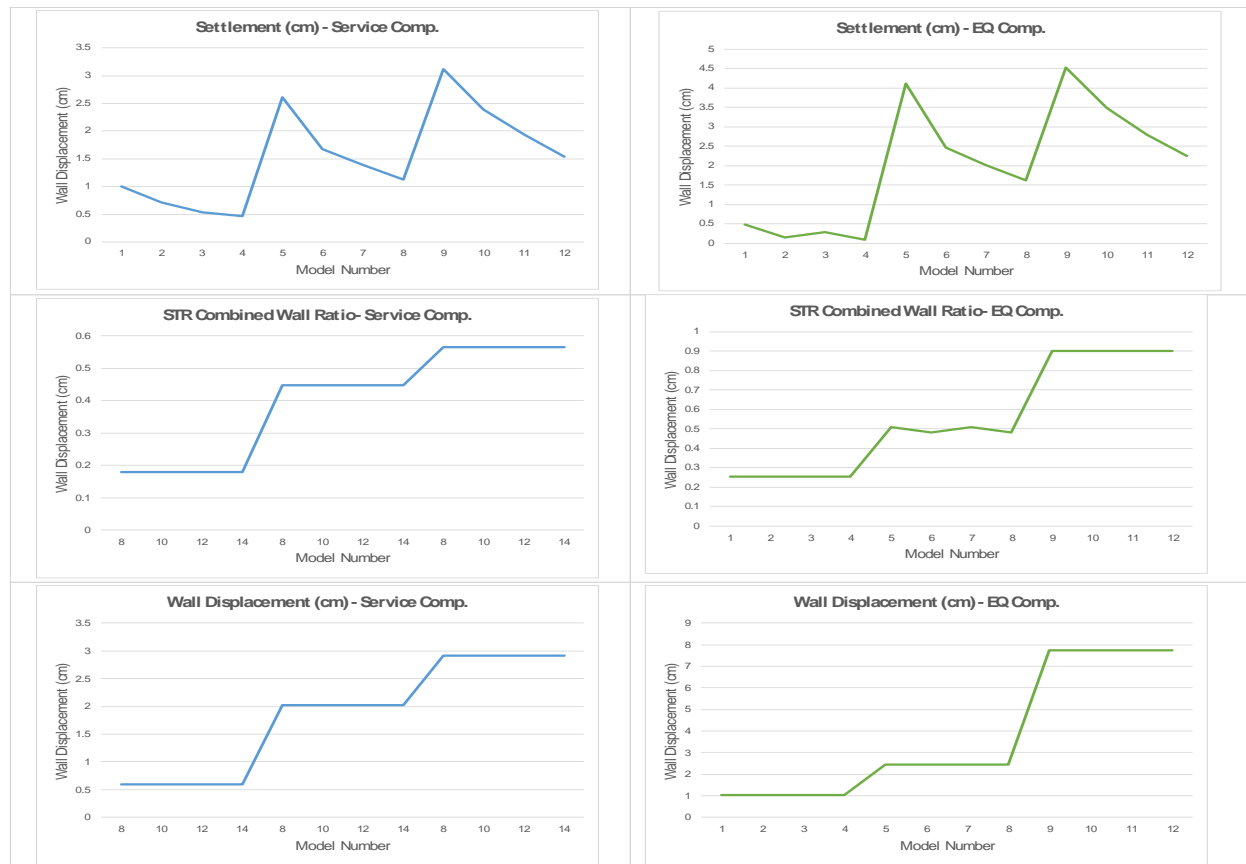 Settlement (cm) - Service Comp.
3.5
3
2.5
2
1.5
1
0.5
0
Wall Displacement (cm)
1 2 3 4 5 6 7 8 9 10 11 12
Model Number
Settlement (cm) - EQ Comp.
5
4.5
4
3.5
3
2.5
2
1.5
1
0.5
0
Wall Displacement (cm)
1 2 3 4 5 6 7 8 9 10 11 12
Model Number
STR Combined Wall Ratio- Service Comp.
0.6
0.5
0.4
0.3
0.2
0.1
0
Wall Displacement (cm)
8 10 12 14 8 10 12 14 8 10 12 14
Model Number
STR Combined Wall Ratio- EQ Comp.
1
0.9
0.8
0.7
0.6
0.5
0.4
0.3
0.2
0.1
0
Wall Displacement (cm)
1 2 3 4 5 6 7 8 9 10 11 12
Model Number
Wall Displacement (cm) - Service Comp.
3.5
3
2.5
2
1.5
1
0.5
0
Wall Displacement (cm)
8 10 12 14 8 10 12 14 8 10 12 14
Model Number
Wall Displacement (cm) - EQ Comp.
9
8
7
6
5
4
3
2
1
0
Wall Displacement (cm)
1 2 3 4 5 6 7 8 9 10 11 12
Model Number